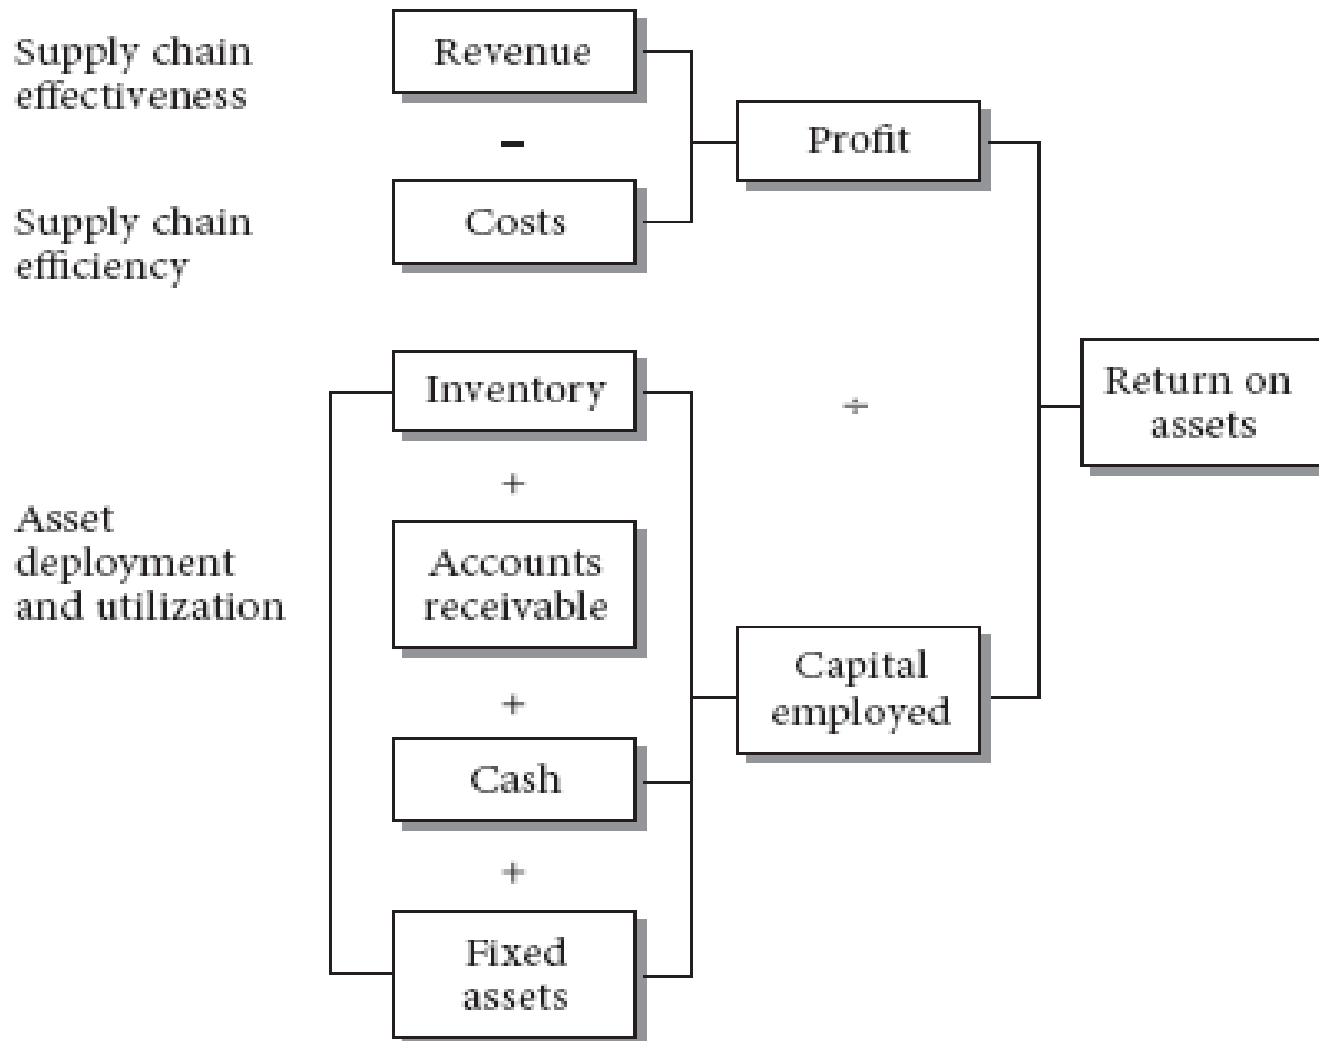 Supply chain
effectiveness
Revenue
–
Profit
Supply chain
efficiency
Costs
Inventory
÷
Return on
assets
+
Asset
deployment
and utilization
Accounts
receivable
+
Capital
employed
Cash
+
Fixed
assets